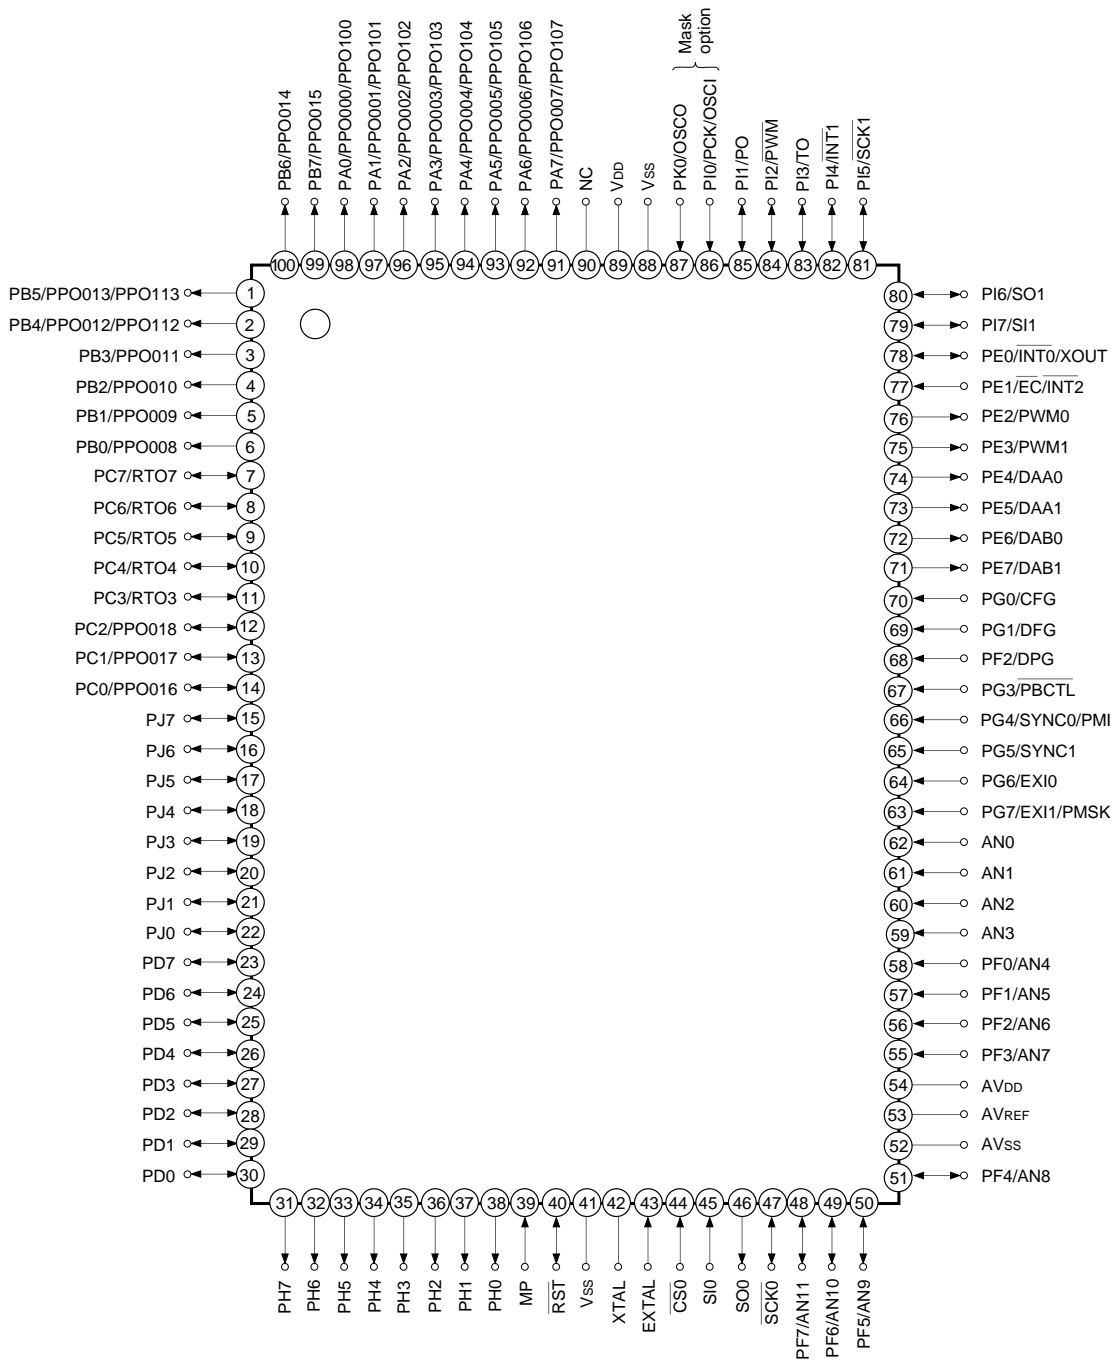 Mask
option
PB6/PPO014
PB7/PPO015
PA0/PPO000/PPO100
PA1/PPO001/PPO101
PA2/PPO002/PPO102
PA3/PPO003/PPO103
PA4/PPO004/PPO104
PA5/PPO005/PPO105
PA6/PPO006/PPO106
PA7/PPO007/PPO107
NC
VDD
VSS
PK0/OSCO
PI0/PCK/OSCI
PI1/PO
PI2/PWM
PI3/TO
PI4/INT1
PI5/SCK1
100 99 98 97 96 95 94 93 92 91 90 89 88 87 86 85 84 83 82 81
PB5/PPO013/PPO113 1
PB4/PPO012/PPO112 2
PB3/PPO011 3
PB2/PPO010 4
PB1/PPO009 5
PB0/PPO008 6
PC7/RTO7 7
PC6/RTO6 8
PC5/RTO5 9
PC4/RTO4 10
PC3/RTO3 11
PC2/PPO018 12
PC1/PPO017 13
PC0/PPO016 14
PJ7 15
PJ6 16
PJ5 17
PJ4 18
PJ3 19
PJ2 20
PJ1 21
PJ0 22
PD7 23
PD6 24
PD5 25
PD4 26
PD3 27
PD2 28
PD1 29
PD0 30
80 PI6/SO1
79 PI7/SI1
78 PE0/INT0/XOUT
77 PE1/EC/INT2
76 PE2/PWM0
75 PE3/PWM1
74 PE4/DAA0
73 PE5/DAA1
72 PE6/DAB0
71 PE7/DAB1
70 PG0/CFG
69 PG1/DFG
68 PF2/DPG
67 PG3/PBCTL
66 PG4/SYNC0/PMI
65 PG5/SYNC1
64 PG6/EXI0
63 PG7/EXI1/PMSK
62 AN0
61 AN1
60 AN2
59 AN3
58 PF0/AN4
57 PF1/AN5
56 PF2/AN6
55 PF3/AN7
54 AVDD
53 AVREF
52 AVSS
51 PF4/AN8
31 32 33 34 35 36 37 38 39 40 41 42 43 44 45 46 47 48 49 50
PH7
PH6
PH5
PH4
PH3
PH2
PH1
PH0
MP
RST
VSS
XTAL
EXTAL
CS0
SI0
SO0
SCK0
PF7/AN11
PF6/AN10
PF5/AN9